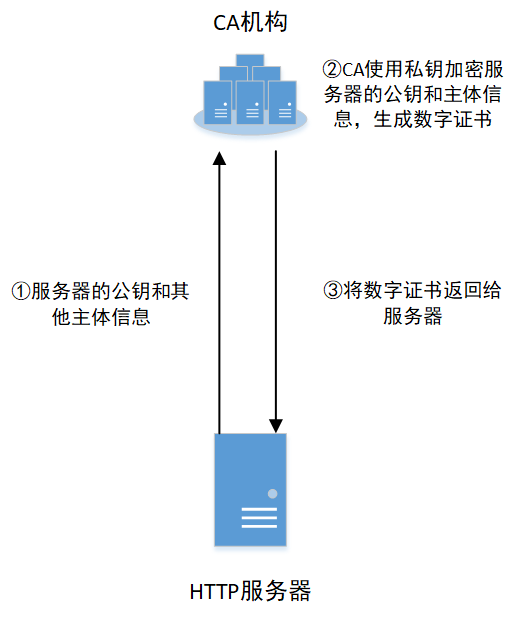 CA机构
②CA使用私钥加密服
务器的公钥和主体信
息，生成数字证书
①服务器的公钥和其
他主体信息
③将数字证书返回给
服务器
HTTP服务器